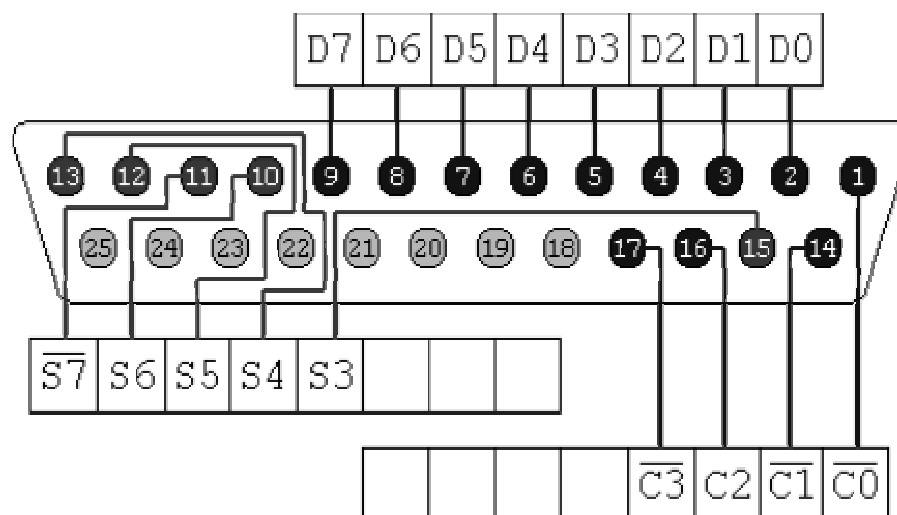 D7 D6 D5 D4 D3 D2 D1 D0
13 12 11 10 9 8 7 6 5 4 3 2 1
25 24 23 22 21 20 19 18 17 16 15 14
S̅7̅ S6 S5 S4 S3
C̅3̅ C2 C̅1̅ C̅0̅